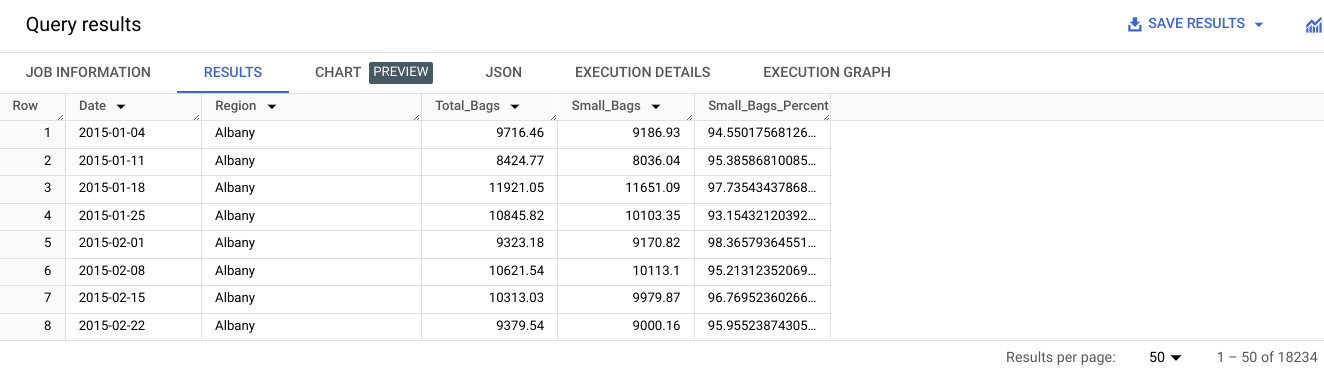 Query results
SAVE RESULTS
JOB INFORMATION RESULTS CHART PREVIEW JSON EXECUTION DETAILS EXECUTION GRAPH
Row Date Region Total_Bags Small_Bags Small_Bags_Percent
1 2015-01-04 Albany 9716.46 9186.93 94.55017568126...
2 2015-01-11 Albany 8424.77 8036.04 95.38586810085...
3 2015-01-18 Albany 11921.05 11651.09 97.73543437868...
4 2015-01-25 Albany 10845.82 10103.35 93.15432120392...
5 2015-02-01 Albany 9323.18 9170.82 98.36579364551...
6 2015-02-08 Albany 10621.54 10113.1 95.21312352069...
7 2015-02-15 Albany 10313.03 9979.87 96.76952360266...
8 2015-02-22 Albany 9379.54 9000.16 95.95523874305...
Results per page: 50 1 – 50 of 18234